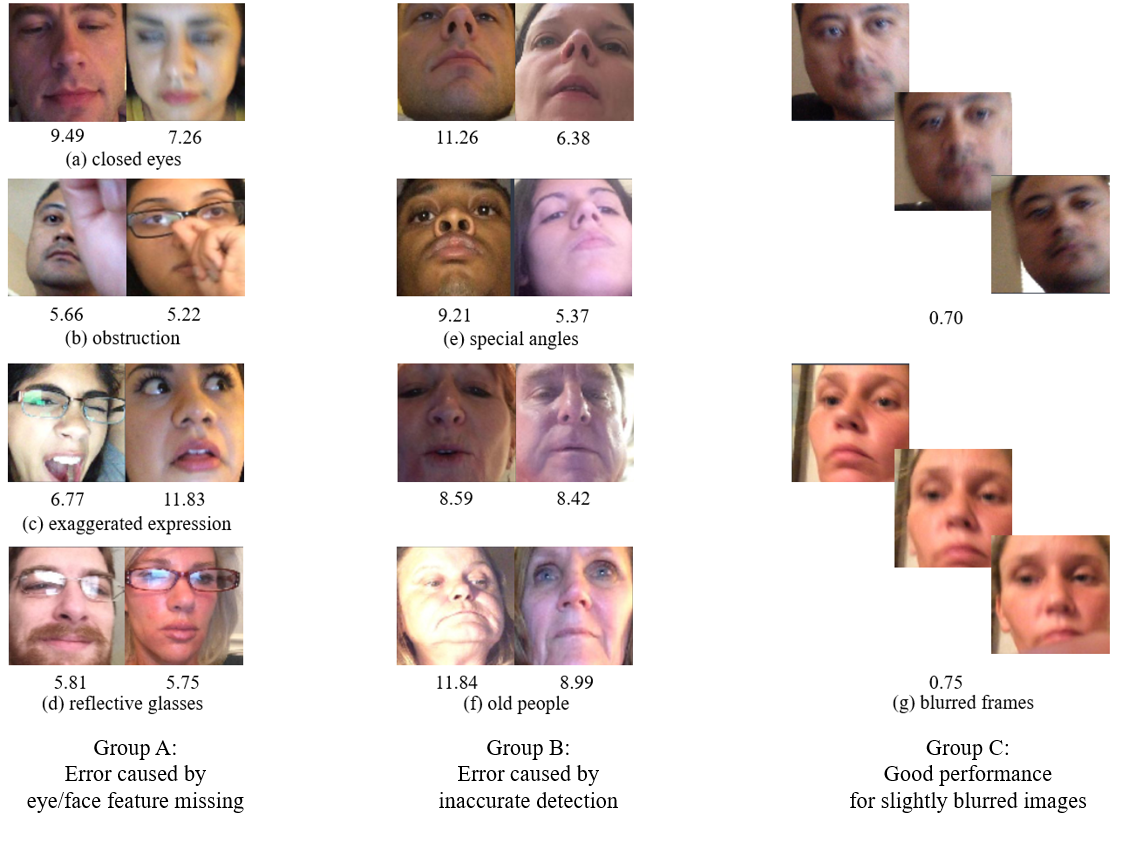 9.49 7.26
(a) closed eyes
5.66 5.22
(b) obstruction
6.77 11.83
(c) exaggerated expression
5.81 5.75
(d) reflective glasses
Group A:
Error caused by
eye/face feature missing
11.26 6.38
9.21 5.37
(e) special angles
8.59 8.42
11.84 8.99
(f) old people
Group B:
Error caused by
inaccurate detection
0.70
0.75
(g) blurred frames
Group C:
Good performance
for slightly blurred images